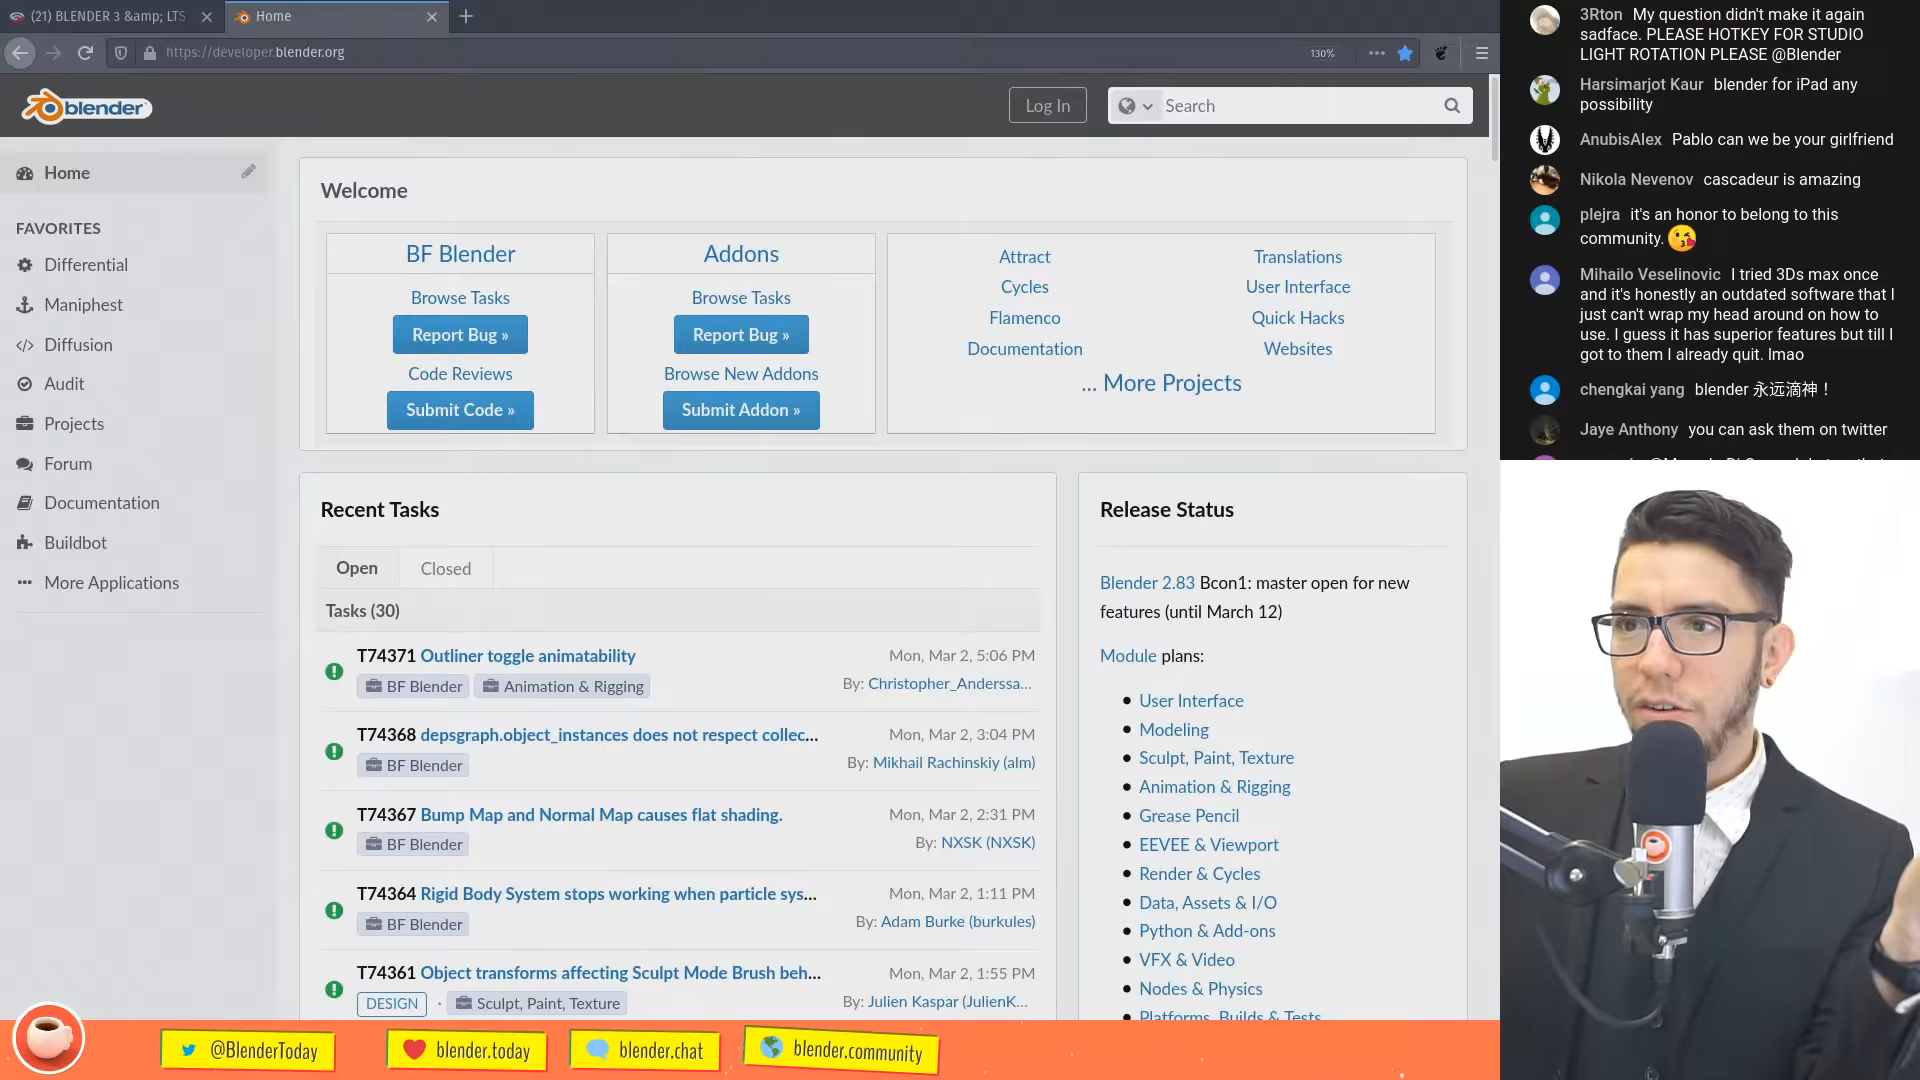 (21) BLENDER 3 &amp; LTS
Home
https://developer.blender.org
130%
blender
Log In
Search
Home
FAVORITES
Differential
Maniphest
Diffusion
Audit
Projects
Forum
Documentation
Buildbot
More Applications
Welcome
BF Blender
Browse Tasks
Report Bug »
Code Reviews
Submit Code »
Addons
Browse Tasks
Report Bug »
Browse New Addons
Submit Addon »
Attract
Cycles
Flamenco
Documentation
Translations
User Interface
Quick Hacks
Websites
... More Projects
Recent Tasks
Open
Closed
Tasks (30)
T74371 Outliner toggle animatability
Mon, Mar 2, 5:06 PM
BF Blender
Animation & Rigging
By: Christopher_Anderssa...
T74368 depsgraph.object_instances does not respect collec...
Mon, Mar 2, 3:04 PM
BF Blender
By: Mikhail Rachinskiy (alm)
T74367 Bump Map and Normal Map causes flat shading.
Mon, Mar 2, 2:31 PM
BF Blender
By: NXSK (NXSK)
T74364 Rigid Body System stops working when particle sys...
Mon, Mar 2, 1:11 PM
BF Blender
By: Adam Burke (burkules)
T74361 Object transforms affecting Sculpt Mode Brush beh...
Mon, Mar 2, 1:55 PM
DESIGN · Sculpt, Paint, Texture
By: Julien Kaspar (JulienK...
Release Status
Blender 2.83 Bcon1: master open for new
features (until March 12)
Module plans:
User Interface
Modeling
Sculpt, Paint, Texture
Animation & Rigging
Grease Pencil
EEVEE & Viewport
Render & Cycles
Data, Assets & I/O
Python & Add-ons
VFX & Video
Nodes & Physics
Platforms, Builds & Tests
3Rton My question didn't make it again
sadface. PLEASE HOTKEY FOR STUDIO
LIGHT ROTATION PLEASE @Blender
Harsimarjot Kaur blender for iPad any
possibility
AnubisAlex Pablo can we be your girlfriend
Nikola Nevenov cascadeur is amazing
plejra it's an honor to belong to this
community. 😘
Mihailo Veselinovic I tried 3Ds max once
and it's honestly an outdated software that I
just can't wrap my head around on how to
use. I guess it has superior features but till I
got to them I already quit. lmao
chengkai yang blender 永远滴神！
Jaye Anthony you can ask them on twitter
@BlenderToday
blender.today
blender.chat
blender.community